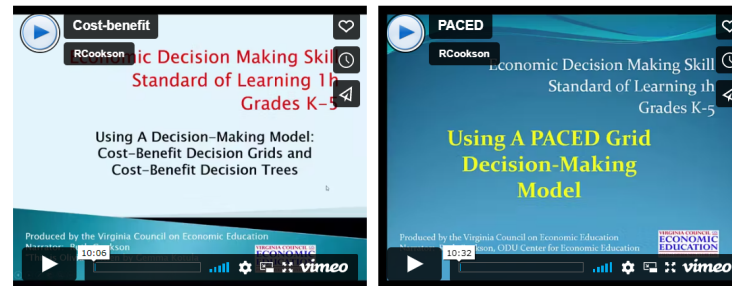 Cost-benefit
RCookson
Economic Decision Making Skill
Standard of Learning 1h
Grades K-5
Using A Decision-Making Model:
Cost-Benefit Decision Grids and
Cost-Benefit Decision Trees
Produced by the Virginia Council on Economic Education
10:06
VIRGINIA COUNCIL
ECONOMIC
vimeo
PACED
RCookson
Economic Decision Making Skill
Standard of Learning 1h
Grades K-5
Using A PACED Grid
Decision-Making
Model
Produced by the Virginia Council on Economic Education
ODU Center for Economic Education
10:32
VIRGINIA COUNCIL
ECONOMIC
EDUCATION
vimeo